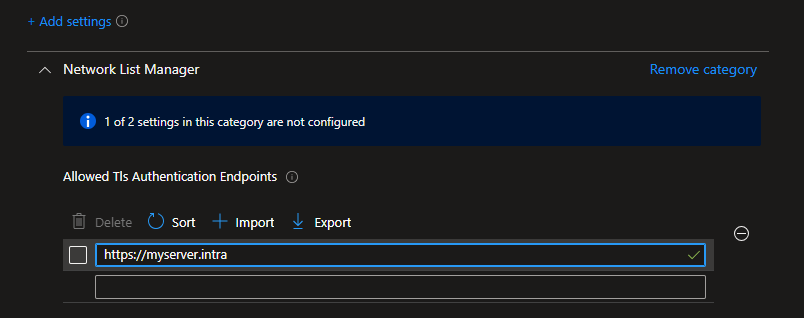 + Add settings
Network List Manager
Remove category
1 of 2 settings in this category are not configured
Allowed Tls Authentication Endpoints
Delete Sort Import Export
https://myserver.intra